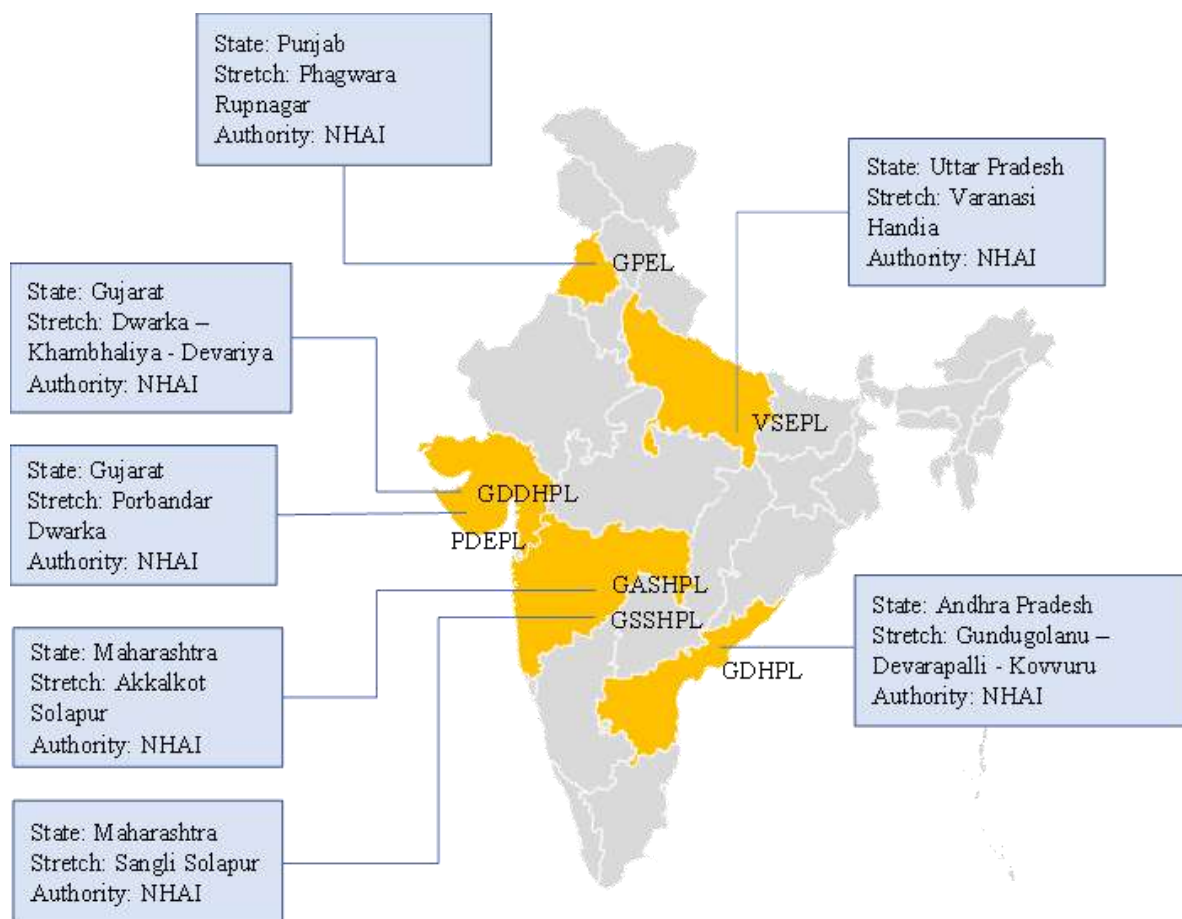 State: Punjab
Stretch: Phagwara
Rupnagar
Authority: NHAI
State: Uttar Pradesh
Stretch: Varanasi
Handia
Authority: NHAI
GPEL
State: Gujarat
Stretch: Dwarka –
Khambhaliya - Devariya
Authority: NHAI
VSEPL
State: Gujarat
Stretch: Porbandar
Dwarka
Authority: NHAI
GDDHPL
PDEPL
GASHPL
GSSHPL
State: Andhra Pradesh
Stretch: Gundugolanu –
Devarapalli - Kovvuru
Authority: NHAI
GDHPL
State: Maharashtra
Stretch: Akkalkot
Solapur
Authority: NHAI
State: Maharashtra
Stretch: Sangli Solapur
Authority: NHAI